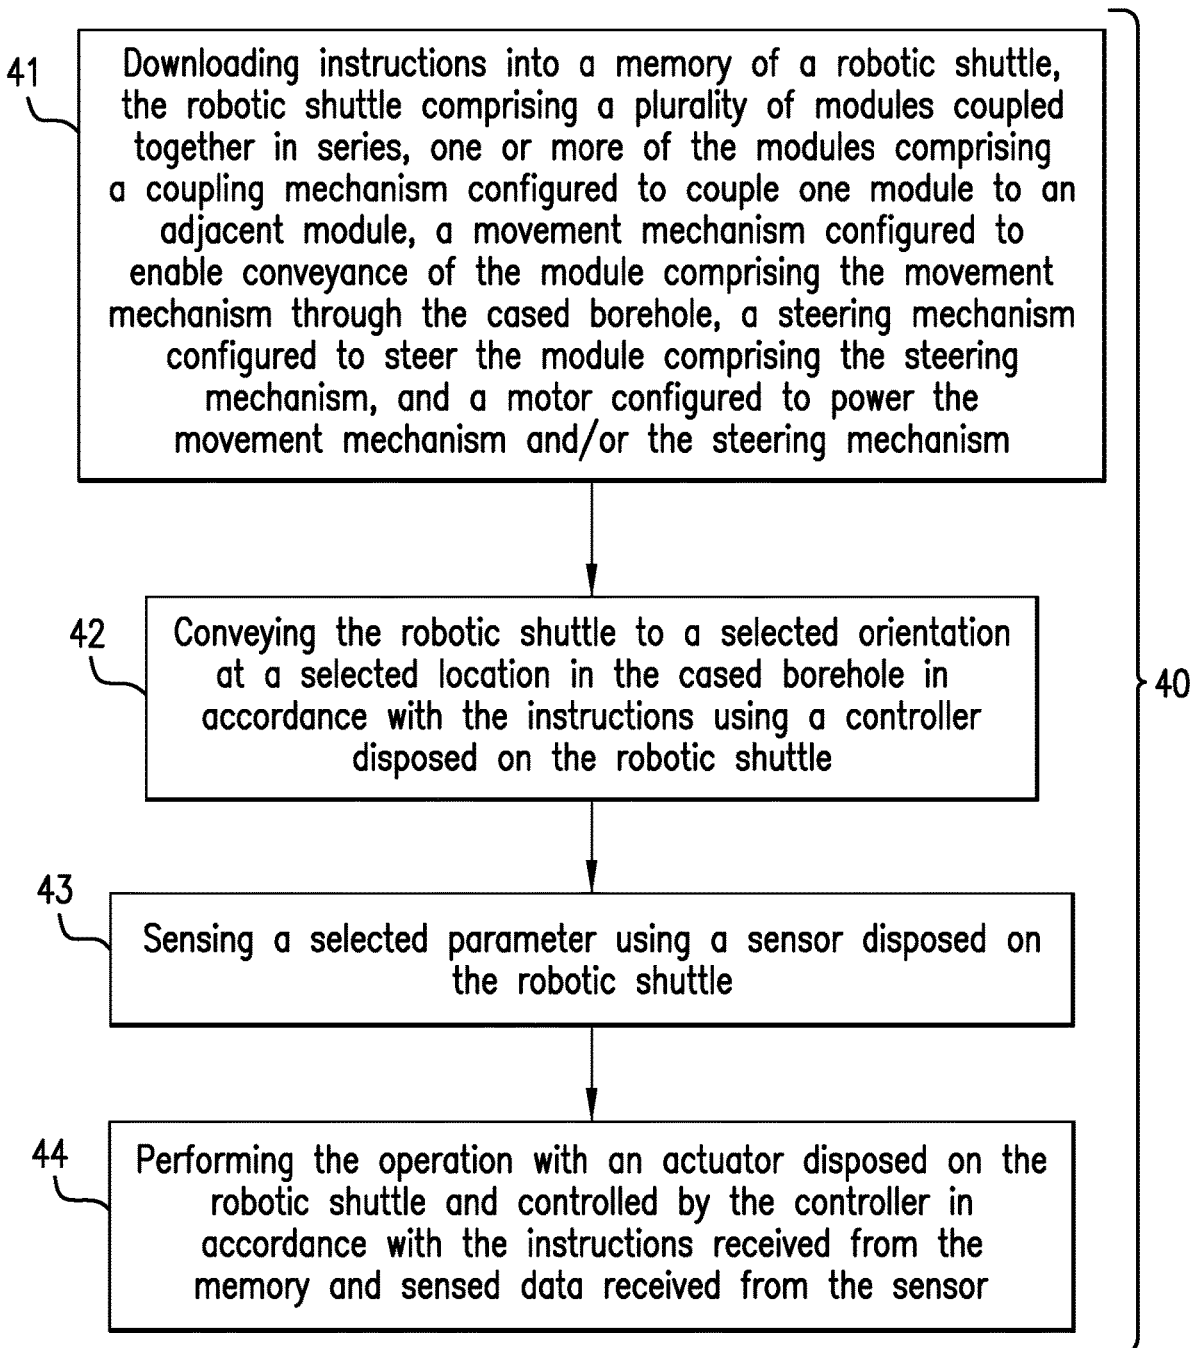 41
Downloading instructions into a memory of a robotic shuttle,
the robotic shuttle comprising a plurality of modules coupled
together in series, one or more of the modules comprising
a coupling mechanism configured to couple one module to an
adjacent module, a movement mechanism configured to
enable conveyance of the module comprising the movement
mechanism through the cased borehole, a steering mechanism
configured to steer the module comprising the steering
mechanism, and a motor configured to power the
movement mechanism and/or the steering mechanism
42
Conveying the robotic shuttle to a selected orientation
at a selected location in the cased borehole in
accordance with the instructions using a controller
disposed on the robotic shuttle
40
43
Sensing a selected parameter using a sensor disposed on
the robotic shuttle
44
Performing the operation with an actuator disposed on the
robotic shuttle and controlled by the controller in
accordance with the instructions received from the
memory and sensed data received from the sensor